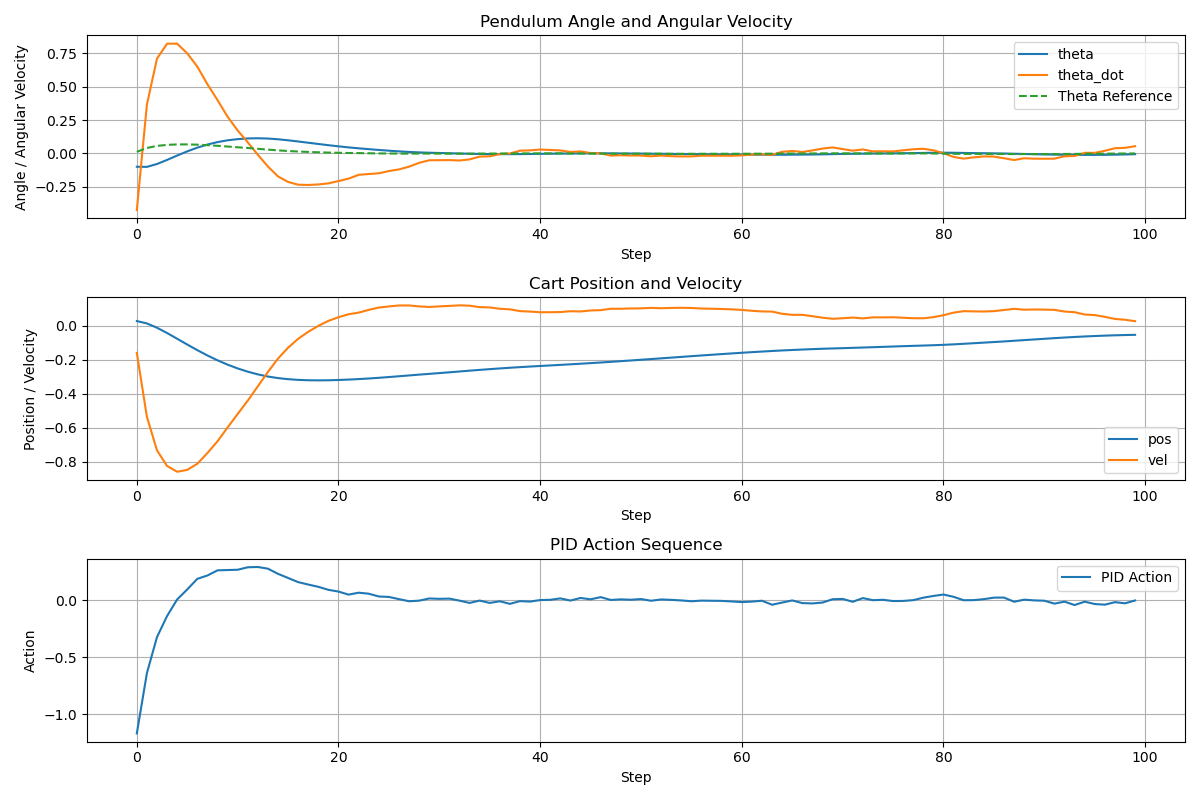 Pendulum Angle and Angular Velocity
Angle / Angular Velocity
0.75
0.50
0.25
0.00
−0.25
theta
theta_dot
Theta Reference
0 20 40 60 80 100
Step
Cart Position and Velocity
Position / Velocity
0.0
−0.2
−0.4
−0.6
−0.8
pos
vel
0 20 40 60 80 100
Step
PID Action Sequence
Action
0.0
−0.5
−1.0
PID Action
0 20 40 60 80 100
Step